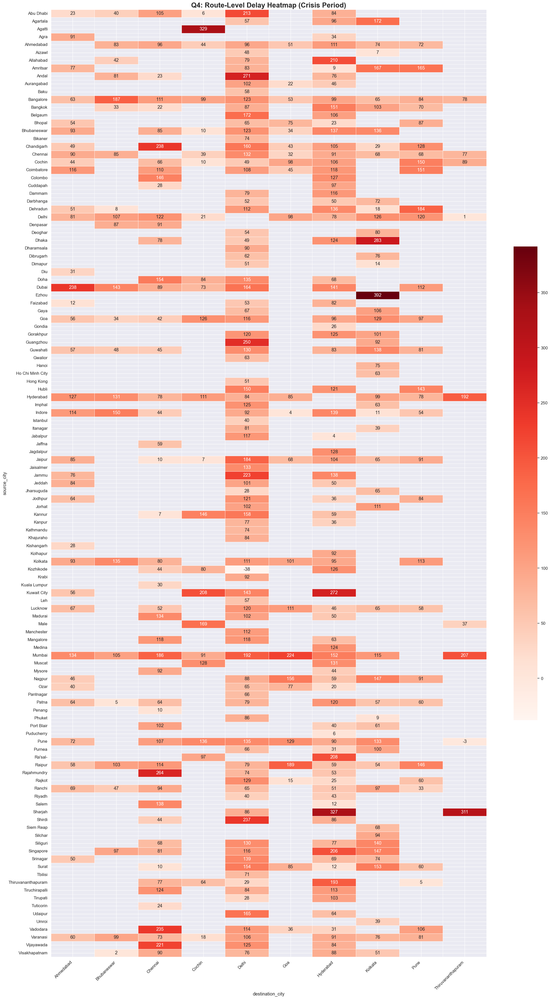 Q4: Route-Level Delay Heatmap (Crisis Period)
Abu Dhabi 23 40 105 6 213 84
Agartala 57 96 172
Agatti 329
Agra 91 34
Ahmedabad 83 96 44 96 51 111 74 72
Aizawl 48 7
Allahabad 42 79 210
Amritsar 77 83 9 167 165
Andal 81 23 271 76
Aurangabad 102 22 46
Baku 58
Bangalore 63 187 111 99 123 53 99 65 84 78
Bangkok 33 22 87 151 103 70
Belgaum 172 106
Bhopal 54 65 75 23 87
Bhubaneswar 93 85 10 123 34 137 136
Bikaner 74
Chandigarh 49 238 160 43 105 29 128
Chennai 90 85 39 132 32 91 68 68 77
Cochin 44 66 10 49 98 106 150 89
Coimbatore 116 110 108 45 118 151
Colombo 146 127
Cuddapah 28 97
Dammam 79 116
Darbhanga 52 50 72
Dehradun 51 8 112 136 18 184
Delhi 81 107 122 21 98 78 126 120 1
Denpasar 87 91
Deoghar 54 80
Dhaka 78 49 124 283
Dharamsala 90
Dibrugarh 62 76
Dimapur 51 14
Diu 31
Doha 154 84 135 68
Dubai 238 143 89 73 164 141 112
Ezhou 392
Faizabad 12 53 82
Gaya 67 106
Goa 56 34 42 126 116 96 129 97
Gondia 26
Gorakhpur 120 125 101
Guangzhou 250 92
Guwahati 57 48 45 130 83 138 81
Gwalior 63
Hanoi 75
Ho Chi Minh City 63
Hong Kong 51
Hubli 150 121 143
Hyderabad 127 131 78 111 84 85 99 78 192
Imphal 125 63
Indore 114 150 44 92 4 139 11 54
Istanbul 40
Itanagar 81 39
Jabalpur 117 4
Jaffna 59
Jagdalpur 128
Jaipur 85 10 7 184 68 104 65 91
Jaisalmer 133
Jammu 76 223 138
Jeddah 84 101 50
Jharsuguda 28 65
Jodhpur 64 121 36 84
Jorhat 102 111
Kannur 7 146 158 59
Kanpur 77 36
Kathmandu 74
Khajuraho 84
Kishangarh 28
Kolhapur 92
Kolkata 93 135 80 111 101 95 113
Kozhikode 44 80 -38 126
Krabi 92
Kuala Lumpur 30
Kuwait City 56 208 143 272
Leh 57
Lucknow 67 52 120 111 46 65 58
Madurai 134 102 50
Male 169 37
Manchester 112
Mangalore 118 118 63
Medina 124
Mumbai 134 105 186 91 192 224 152 115 207
Muscat 128 131
Mysore 92 44
Nagpur 46 88 156 59 147 91
Ozar 40 65 77 20
Pantnagar 66
Patna 64 5 64 79 120 57 60
Penang 10
Phuket 86 9
Port Blair 102 40 61
Puducherry 6
Pune 72 107 136 135 129 90 133 -3
Purnea 66 31 100
Ra'sal- 97 208
Raipur 58 103 114 79 189 59 54 146
Rajahmundry 264 74 53
Rajkot 129 15 25 60
Ranchi 69 47 94 65 51 97 33
Riyadh 40 43
Salem 138 12
Sharjah 86 327 311
Shirdi 44 237 86
Siem Reap 68
Silchar 94
Siliguri 68 130 77 140
Singapore 97 81 116 206 147
Srinagar 50 139 69 74
Surat 10 154 85 12 153 60
Tbilisi 71
Thiruvananthapuram 77 64 29 193 5
Tiruchirapalli 124 84 113
Tirupati 28 103
Tuticorin 24
Udaipur 165 64
Umroi 39
Vadodara 235 114 36 31 106
Varanasi 60 99 73 18 106 91 76 81
Vijayawada 221 125 84
Visakhapatnam 2 90 76 88 51
Ahmedabad Bhubaneswar Chennai Cochin Delhi Goa Hyderabad Kolkata Pune Thiruvananthapuram
destination_city
source_city
350
300
250
200
150
100
50
0